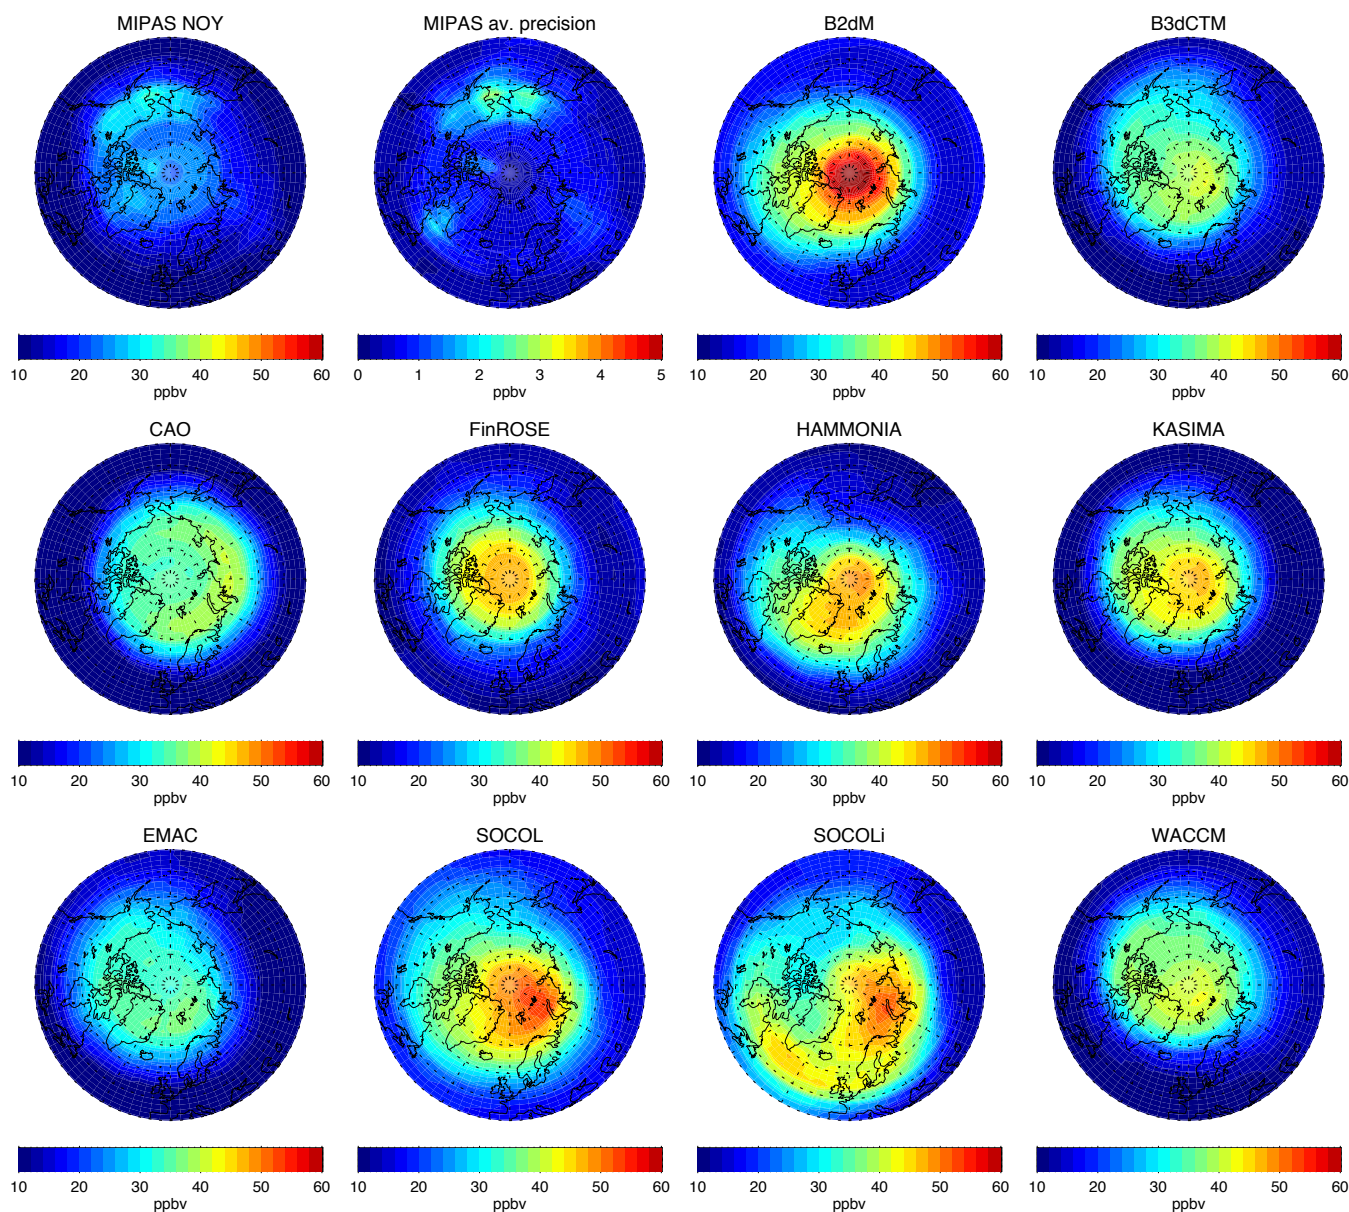 MIPAS NOY MIPAS av. precision B2dM B3dCTM
10 20 30 40 50 60 0 1 2 3 4 5 10 20 30 40 50 60 10 20 30 40 50 60
ppbv ppbv ppbv ppbv
CAO FinROSE HAMMONIA KASIMA
10 20 30 40 50 60 10 20 30 40 50 60 10 20 30 40 50 60 10 20 30 40 50 60
ppbv ppbv ppbv ppbv
EMAC SOCOL SOCOLi WACCM
10 20 30 40 50 60 10 20 30 40 50 60 10 20 30 40 50 60 10 20 30 40 50 60
ppbv ppbv ppbv ppbv